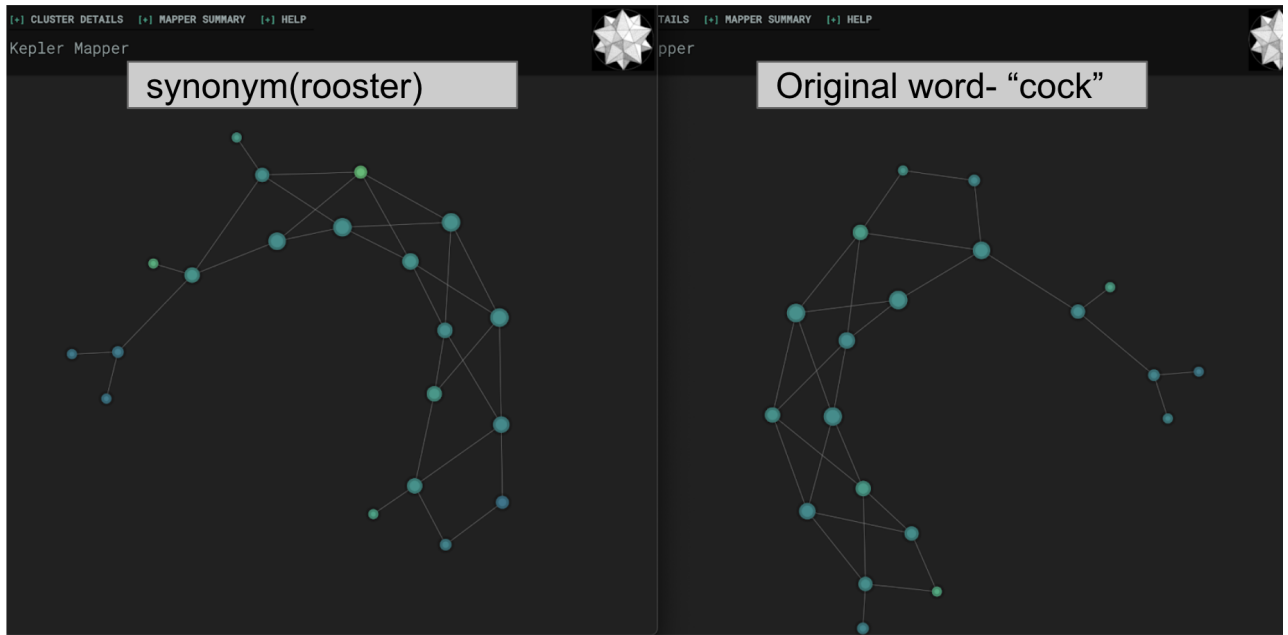 [+] CLUSTER DETAILS [+] MAPPER SUMMARY [+] HELP
Kepler Mapper
synonym(rooster)
TAILS [+] MAPPER SUMMARY [+] HELP
pper
Original word- “cock”